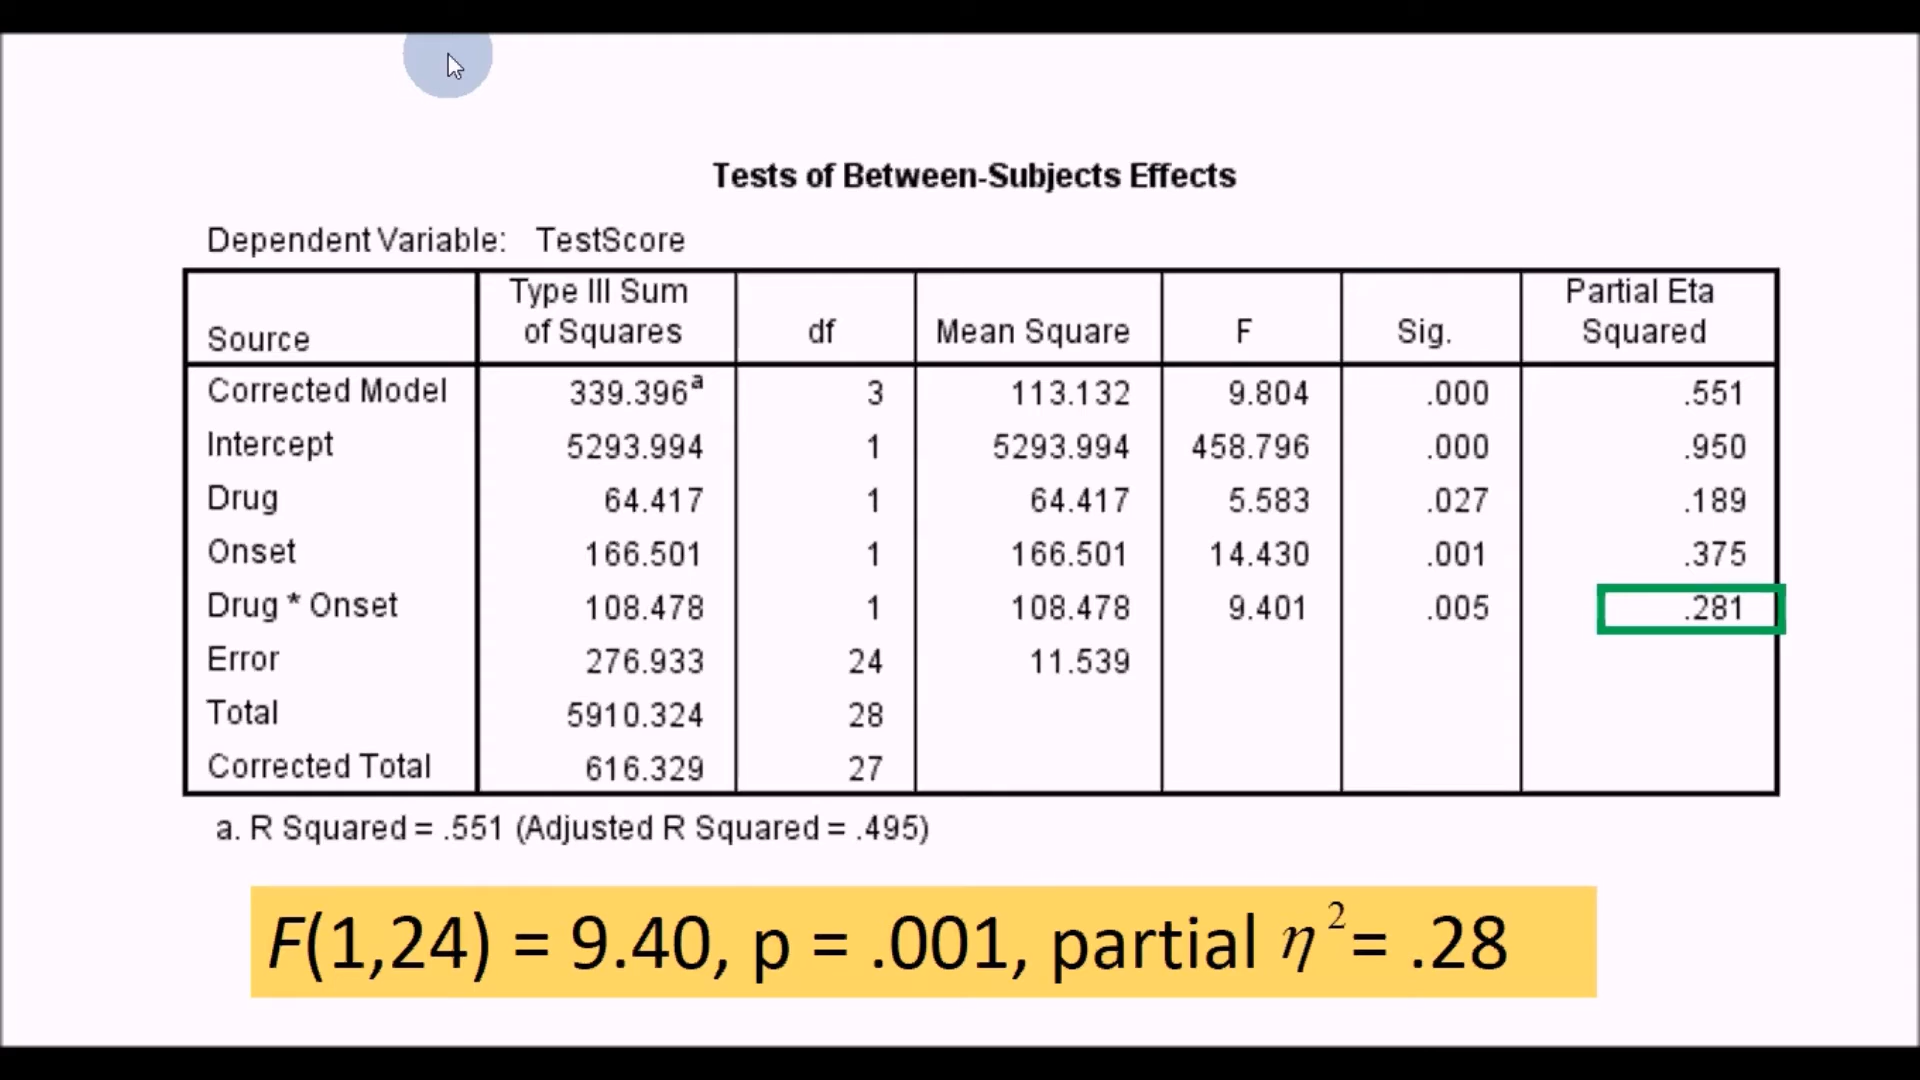 Tests of Between-Subjects Effects
Dependent Variable: TestScore
Source Type III Sum of Squares df Mean Square F Sig. Partial Eta Squared
Corrected Model 339.396a 3 113.132 9.804 .000 .551
Intercept 5293.994 1 5293.994 458.796 .000 .950
Drug 64.417 1 64.417 5.583 .027 .189
Onset 166.501 1 166.501 14.430 .001 .375
Drug * Onset 108.478 1 108.478 9.401 .005 .281
Error 276.933 24 11.539
Total 5910.324 28
Corrected Total 616.329 27
a. R Squared = .551 (Adjusted R Squared = .495)
F(1,24) = 9.40, p = .001, partial η² = .28